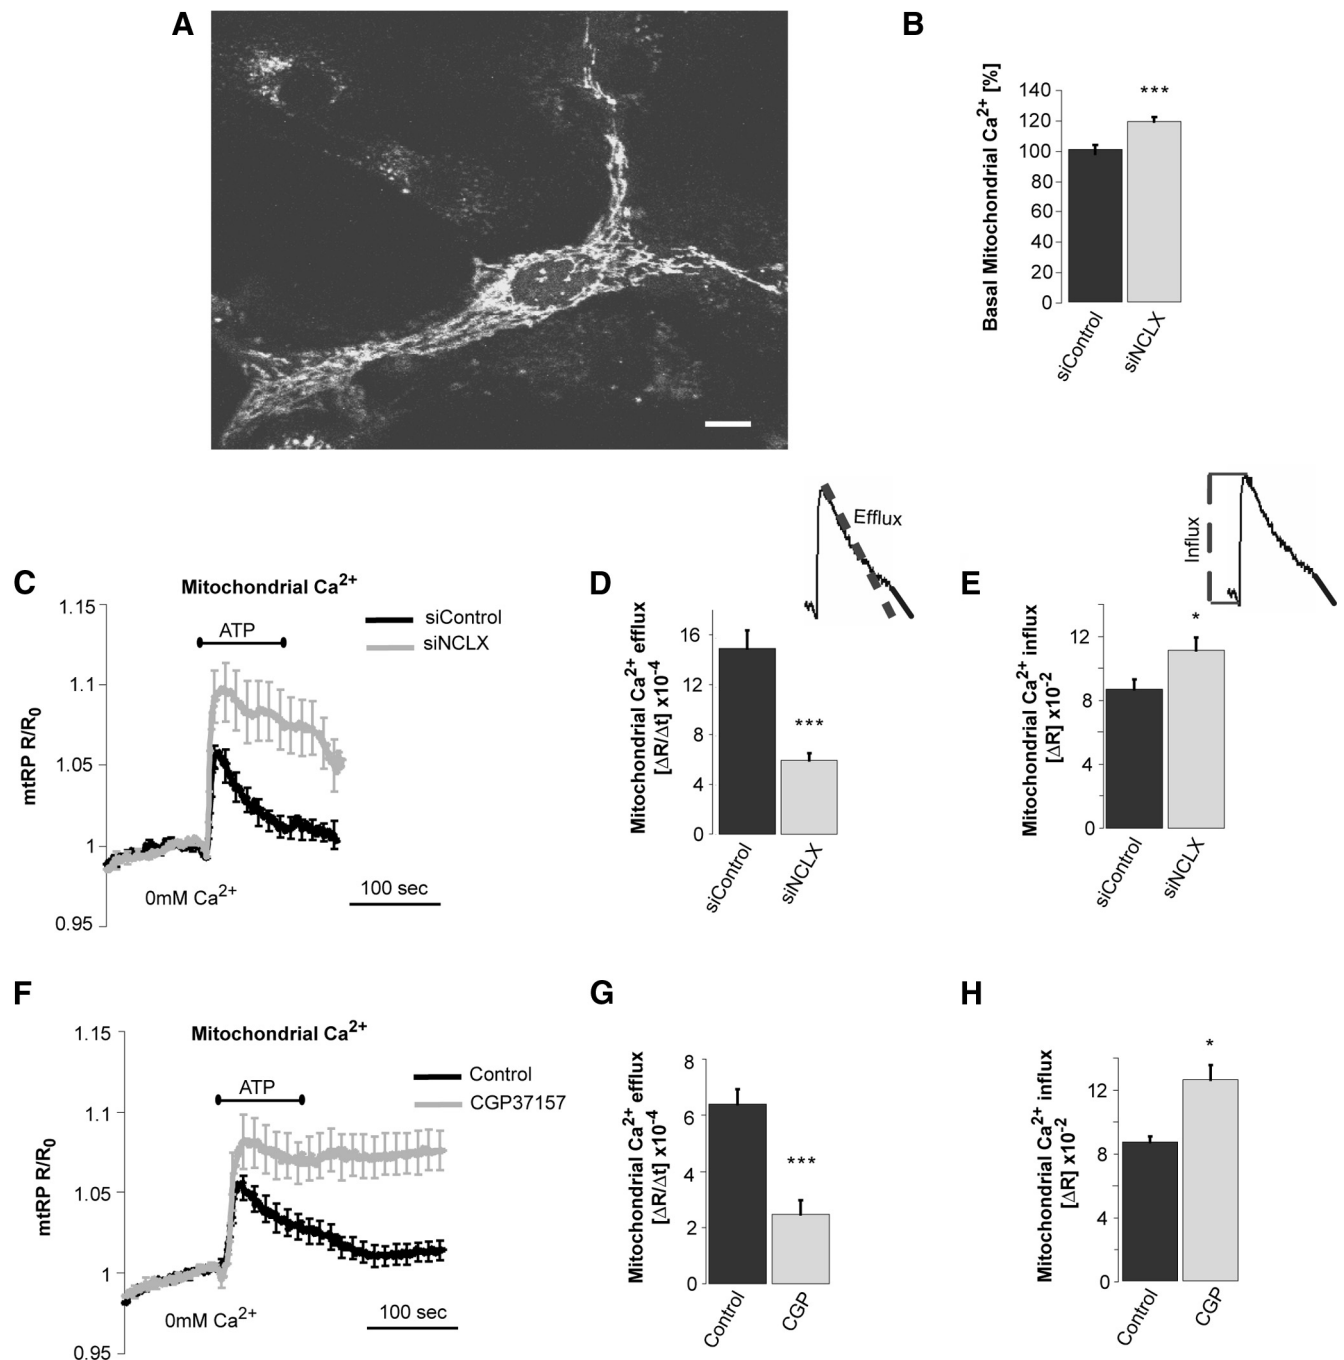 A
B
Basal Mitochondrial Ca2+ [%]
140
120
100
80
60
40
20
0
siControl
siNCLX
***
C
Mitochondrial Ca2+
mtRP R/R0
1.15
1.1
1.05
1
0.95
ATP
siControl
siNCLX
0mM Ca2+
100 sec
D
Efflux
Mitochondrial Ca2+ efflux
[ΔR/Δt] x10-4
16
12
8
4
0
***
siControl
siNCLX
E
Influx
Mitochondrial Ca2+ influx
[ΔR] x10-2
12
8
4
0
*
siControl
siNCLX
F
Mitochondrial Ca2+
mtRP R/R0
1.15
1.1
1.05
1
0.95
ATP
Control
CGP37157
0mM Ca2+
100 sec
G
Mitochondrial Ca2+ efflux
[ΔR/Δt] x10-4
8
6
4
2
0
***
Control
CGP
H
Mitochondrial Ca2+ influx
[ΔR] x10-2
12
8
4
0
*
Control
CGP